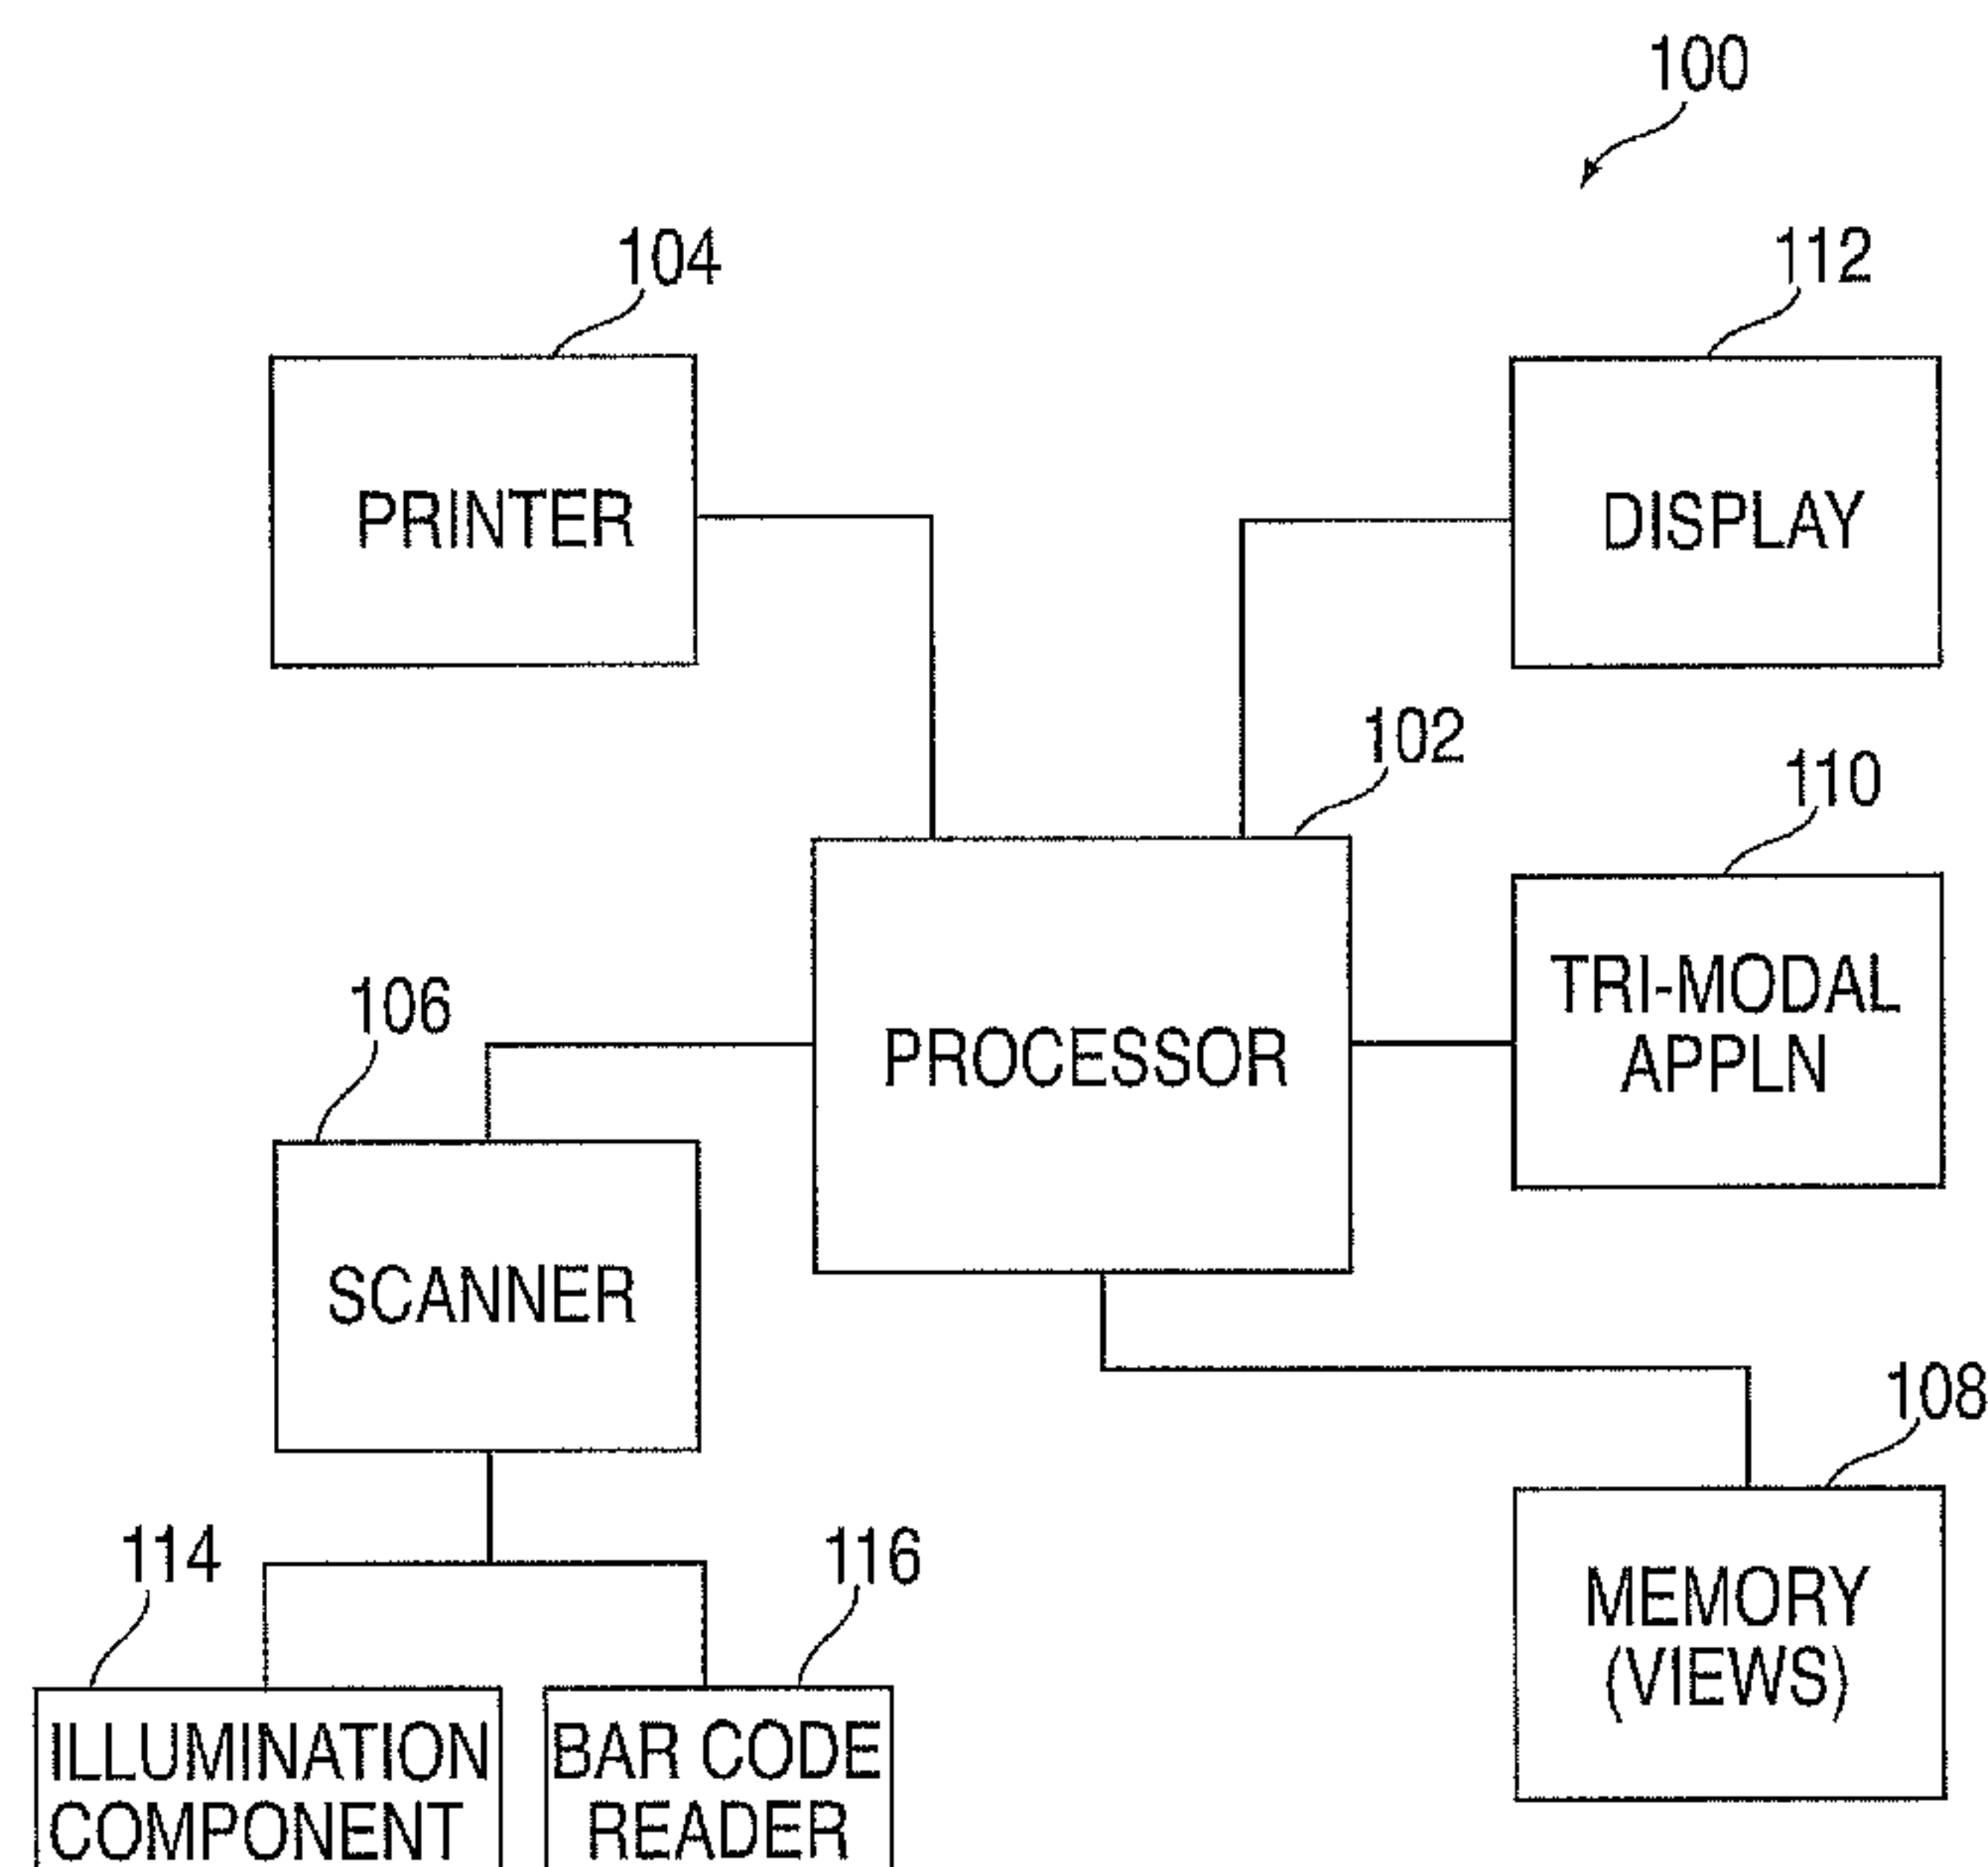 100
104
112
PRINTER
DISPLAY
102
110
TRI-MODAL
APPLN
PROCESSOR
106
SCANNER
108
MEMORY
(VIEWS)
114
116
ILLUMINATION
COMPONENT
BAR CODE
READER